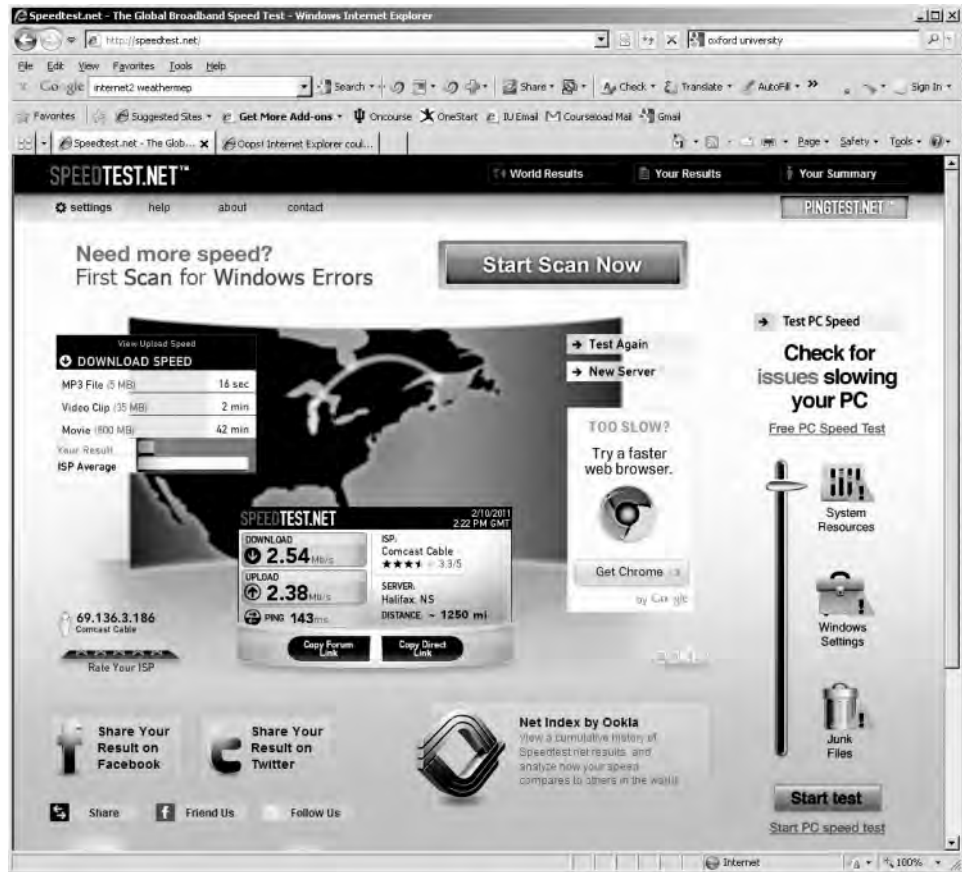 Speedtest.net - The Global Broadband Speed Test - Windows Internet Explorer
http://speedtest.net/
oxford university
File Edit View Favorites Tools Help
Google internet2 weathermep Search Share Check Translate AutoFill Sign In
Favorites Suggested Sites Get More Add-ons Oncourse OneStart IU Email Courseload Mail Gmail
Speedtest.net - The Glob... Oops! Internet Explorer coul... Page Safety Tools
SPEEDTEST.NET™ World Results Your Results Your Summary
settings help about contact PINGTEST.NET
Need more speed?
First Scan for Windows Errors
Start Scan Now
View Upload Speed
DOWNLOAD SPEED
MP3 File (5 MB) 16 sec
Video Clip (35 MB) 2 min
Movie (800 MB) 42 min
Your Result
ISP Average
Test Again
New Server
TOO SLOW?
Try a faster
web browser.
Get Chrome
by Google
Test PC Speed
Check for
issues slowing
your PC
Free PC Speed Test
System
Resources
Windows
Settings
Junk
Files
Start test
Start PC speed test
SPEEDTEST.NET 2/10/2011
2:22 PM GMT
DOWNLOAD
2.54 Mb/s
UPLOAD
2.38 Mb/s
PING 143 ms
ISP:
Comcast Cable
3.3/5
SERVER:
Halifax, NS
DISTANCE: ~ 1250 mi
Copy Forum
Link
Copy Direct
Link
69.136.3.186
Comcast Cable
Rate Your ISP
Share Your
Result on
Facebook
Share Your
Result on
Twitter
Net Index by Ookla
View a cumulative history of
Speedtest.net results, and
analyze how your speed
compares to others in the world
Share Friend Us Follow Us
Internet 100%